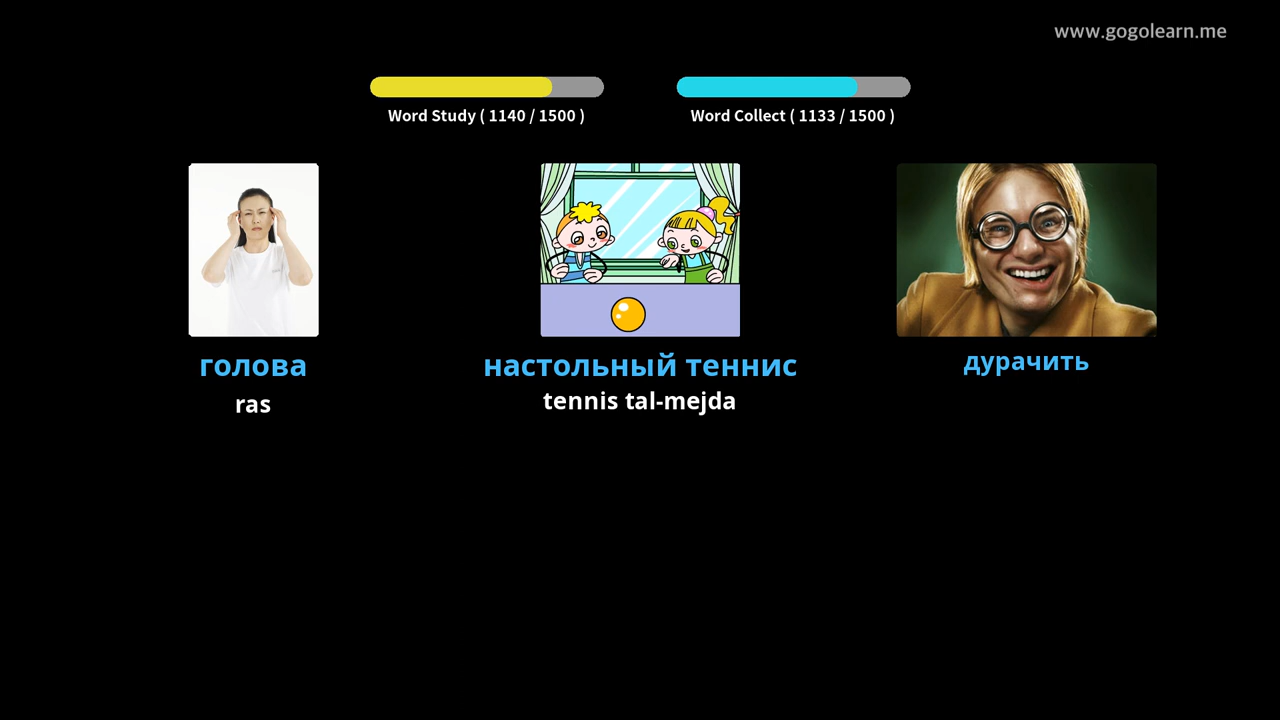 www.gogolearn.me
Word Study ( 1140 / 1500 )
Word Collect ( 1133 / 1500 )
голова
ras
настольный теннис
tennis tal-mejda
дурачить